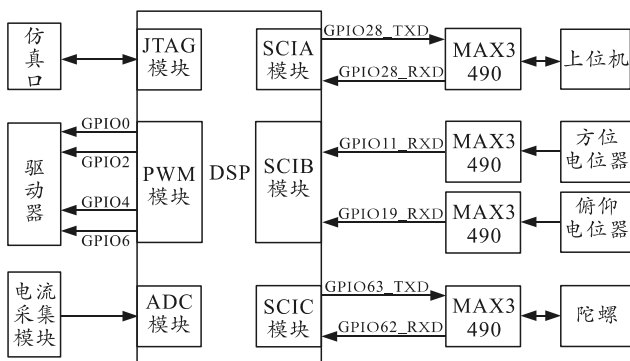 仿真口
JTAG
模块
SCIA
模块
GPIO28_TXD
GPIO28_RXD
MAX3
490
上位机
驱动器
GPIO0
GPIO2
GPIO4
GPIO6
PWM
模块
DSP
SCIB
模块
GPIO11_RXD
MAX3
490
方位
电位器
GPIO19_RXD
MAX3
490
俯仰
电位器
电流
采集
模块
ADC
模块
SCIC
模块
GPIO63_TXD
GPIO62_RXD
MAX3
490
陀螺